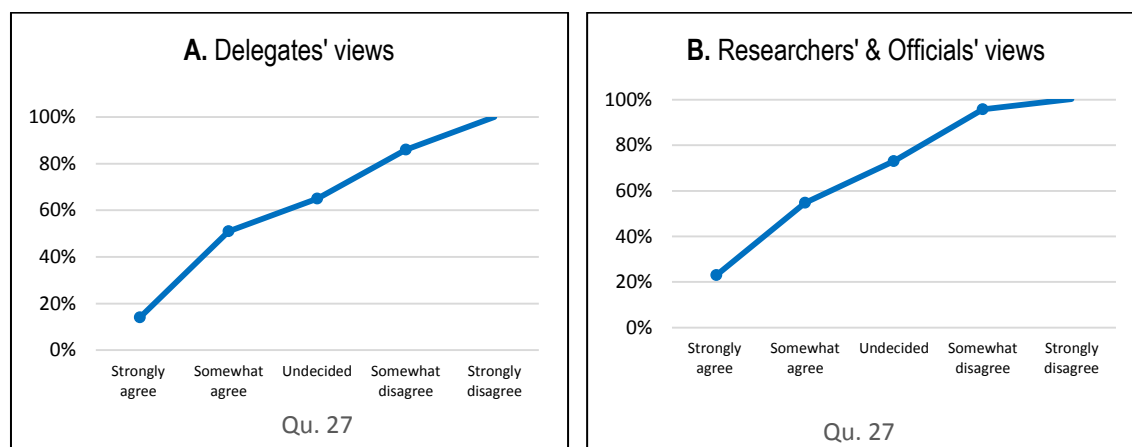 A. Delegates' views
100%
80%
60%
40%
20%
0%
Strongly
agree
Somewhat
agree
Undecided
Somewhat
disagree
Strongly
disagree
Qu. 27
B. Researchers' & Officials' views
100%
80%
60%
40%
20%
0%
Strongly
agree
Somewhat
agree
Undecided
Somewhat
disagree
Strongly
disagree
Qu. 27